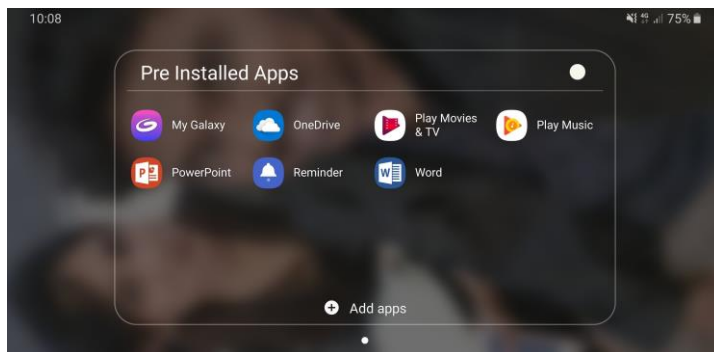 10:08
4G
75%
Pre Installed Apps
My Galaxy
OneDrive
Play Movies
& TV
Play Music
PowerPoint
Reminder
Word
Add apps